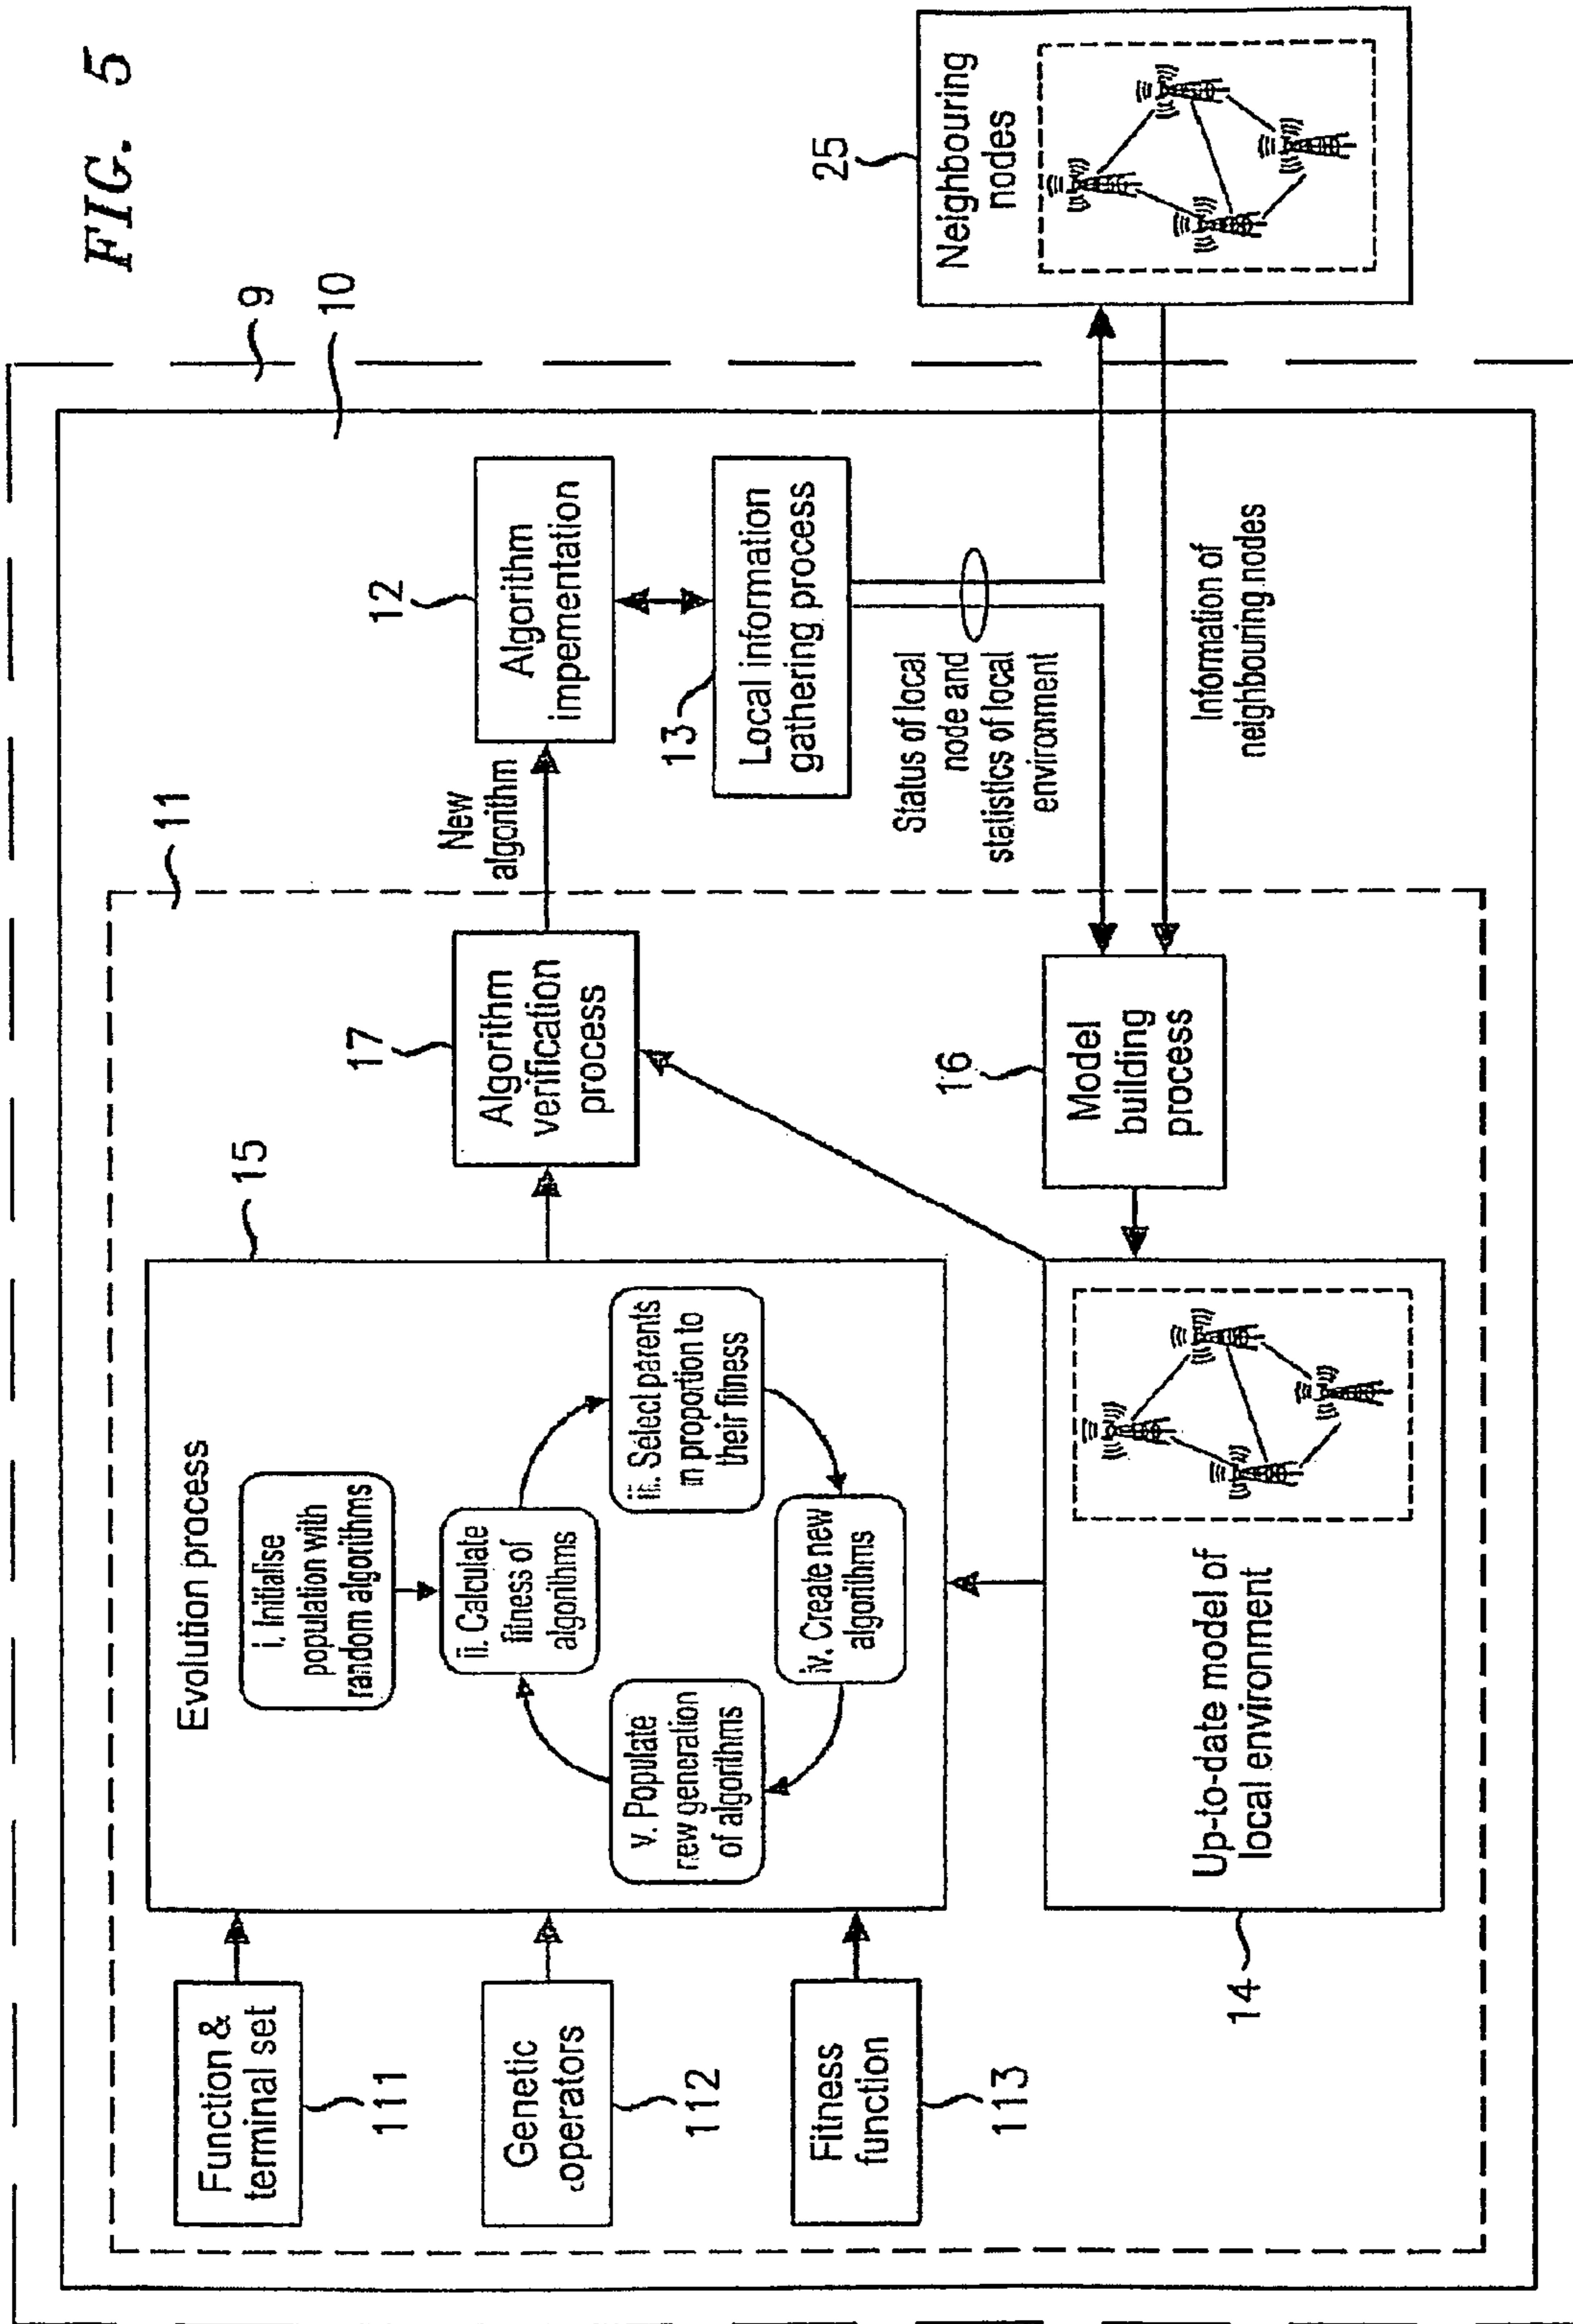 FIG. 5
9
10
11
Function &
terminal set
111
Genetic
operators
112
Fitness
function
113
Evolution process
15
i. Initialise
population with
random algorithms
ii. Calculate
fitness of
algorithms
iii. Select parents
in proportion to
their fitness
iv. Create new
algorithms
v. Populate
new generation
of algorithms
17
Algorithm
verification
process
New
algorithm
12
Algorithm
impementation
13
Local information
gathering process
Status of local
node and
statistics of local
environment
Information of
neighbouring nodes
16
Model
building
process
Up-to-date model of
local environment
14
25
Neighbouring
nodes